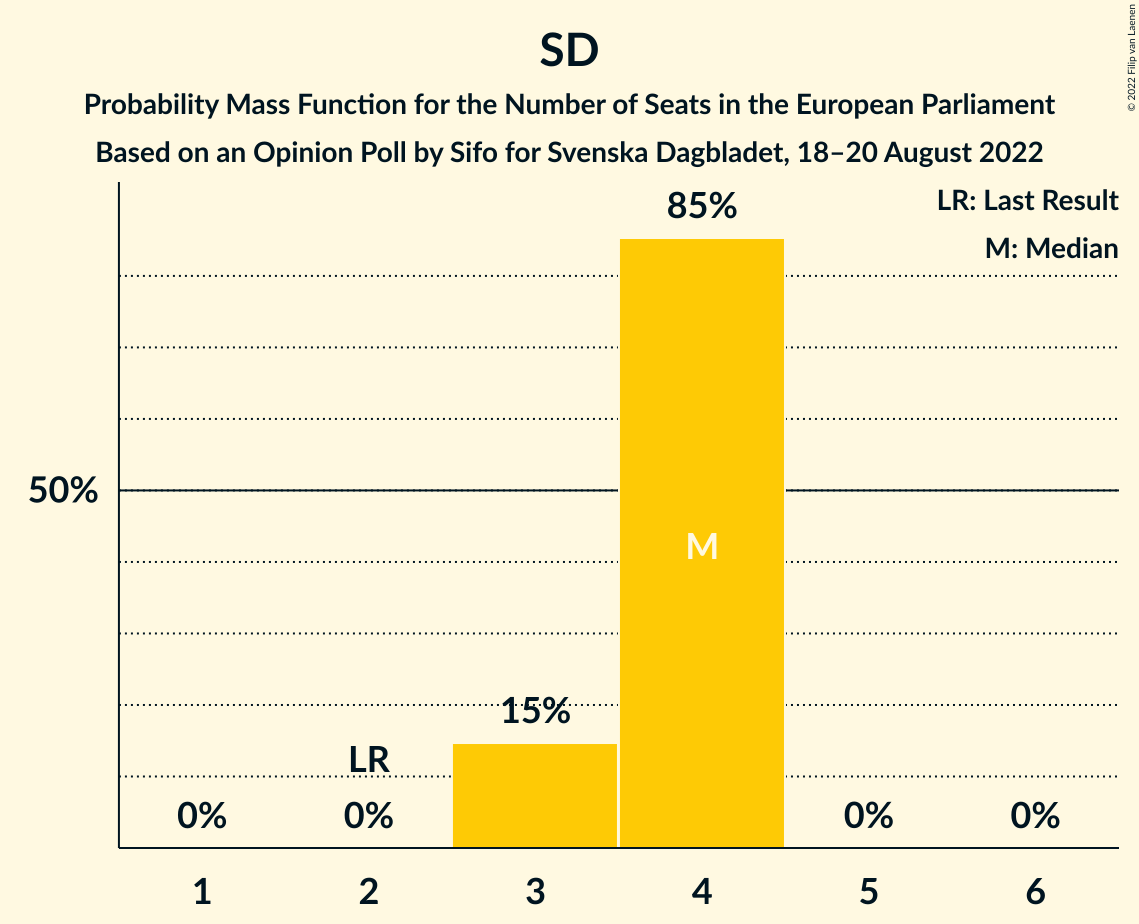 SD
Probability Mass Function for the Number of Seats in the European Parliament
Based on an Opinion Poll by Sifo for Svenska Dagbladet, 18–20 August 2022
© 2022 Filip van Laenen
LR: Last Result
M: Median
85%
50%
M
15%
LR
0% 0% 0% 0%
1 2 3 4 5 6